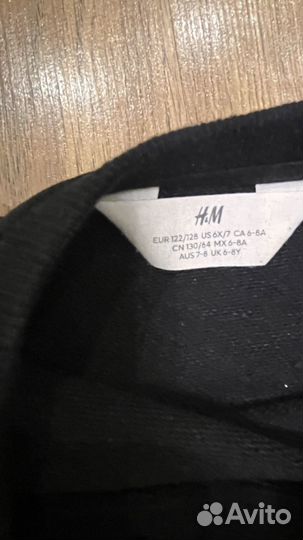 H&M
EUR 122/128 US 6X/7 CA 6-8A
CN 130/64 MX 6-8A
AUS 7-8 UK 6-8Y
Avito